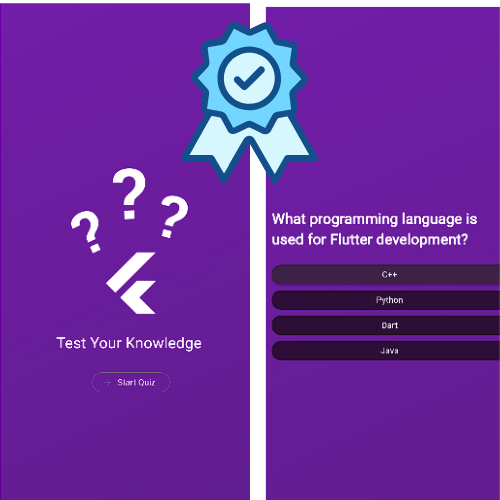 ? ? ?
Test Your Knowledge
Start Quiz
What programming language is
used for Flutter development?
C++
Python
Dart
Java